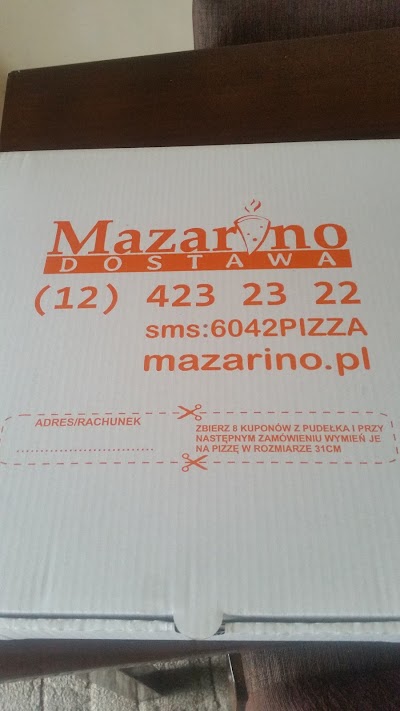 Mazarino
DOSTAWA
(12) 423 23 22
sms:6042PIZZA
mazarino.pl
ADRES/RACHUNEK
ZBIERZ 8 KUPONÓW Z PUDEŁKA I PRZY
NASTĘPNYM ZAMÓWIENIU WYMIEŃ JE
NA PIZZĘ W ROZMIARZE 31CM